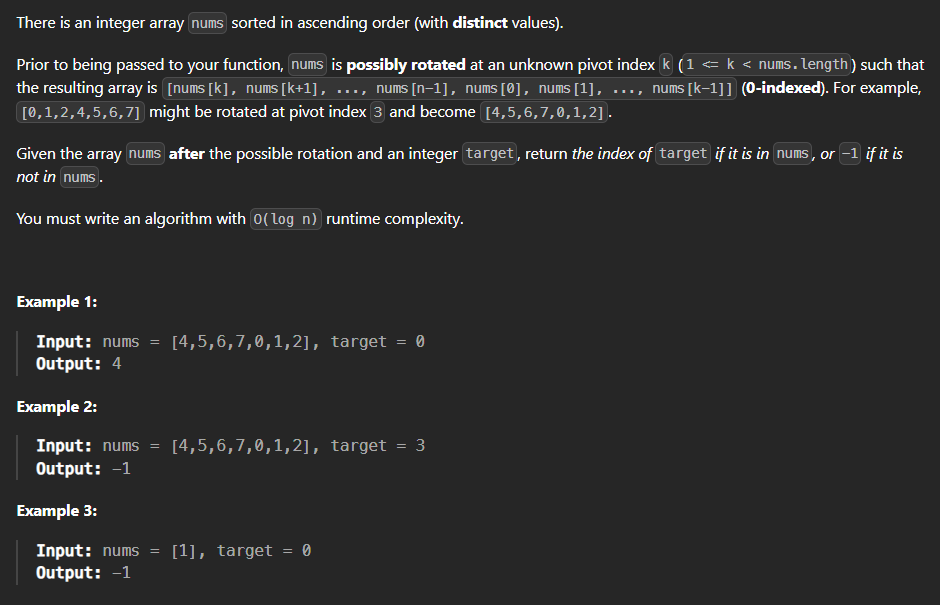 There is an integer array nums sorted in ascending order (with distinct values).
Prior to being passed to your function, nums is possibly rotated at an unknown pivot index k (1 <= k < nums.length) such that
the resulting array is [nums[k], nums[k+1], ..., nums[n-1], nums[0], nums[1], ..., nums[k-1]] (0-indexed). For example,
[0,1,2,4,5,6,7] might be rotated at pivot index 3 and become [4,5,6,7,0,1,2].
Given the array nums after the possible rotation and an integer target, return the index of target if it is in nums, or -1 if it is
not in nums.
You must write an algorithm with O(log n) runtime complexity.
Example 1:
Input: nums = [4,5,6,7,0,1,2], target = 0
Output: 4
Example 2:
Input: nums = [4,5,6,7,0,1,2], target = 3
Output: -1
Example 3:
Input: nums = [1], target = 0
Output: -1